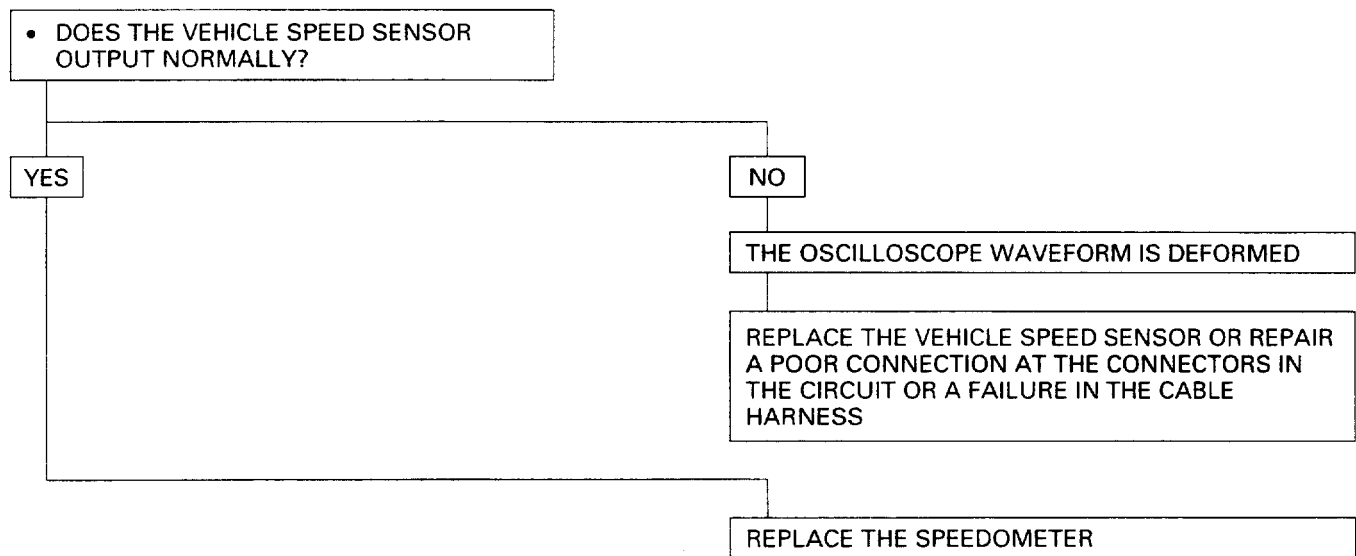 • DOES THE VEHICLE SPEED SENSOR
OUTPUT NORMALLY?
YES
NO
THE OSCILLOSCOPE WAVEFORM IS DEFORMED
REPLACE THE VEHICLE SPEED SENSOR OR REPAIR
A POOR CONNECTION AT THE CONNECTORS IN
THE CIRCUIT OR A FAILURE IN THE CABLE
HARNESS
REPLACE THE SPEEDOMETER